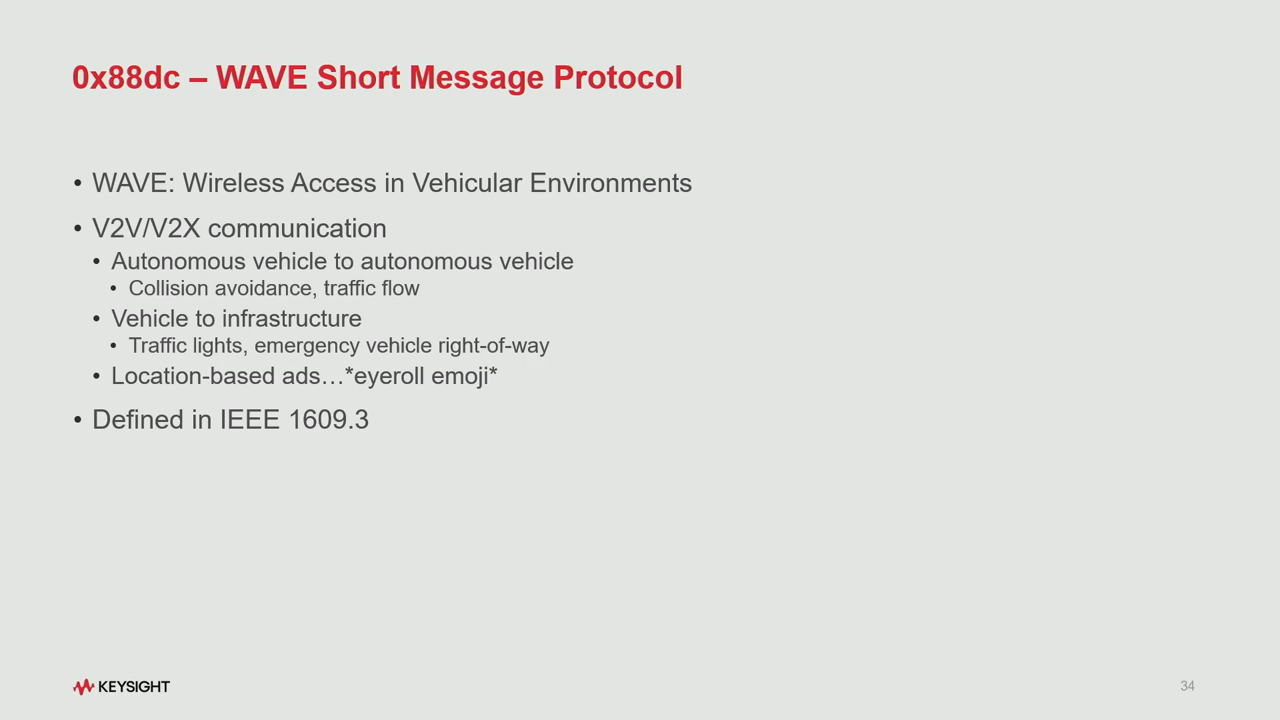 0x88dc – WAVE Short Message Protocol
• WAVE: Wireless Access in Vehicular Environments
• V2V/V2X communication
• Autonomous vehicle to autonomous vehicle
• Collision avoidance, traffic flow
• Vehicle to infrastructure
• Traffic lights, emergency vehicle right-of-way
• Location-based ads…*eyeroll emoji*
• Defined in IEEE 1609.3
KEYSIGHT
34